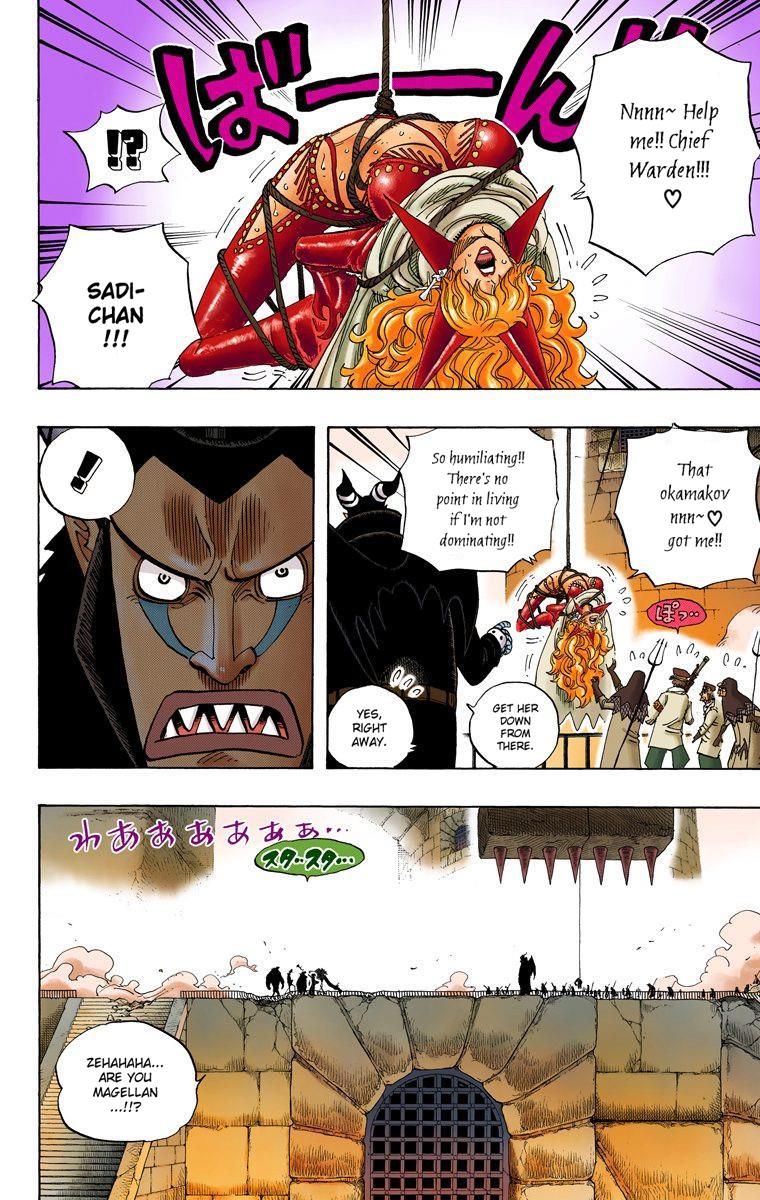 ばーーん!!
Nnnn~ Help
me!! Chief
Warden!!!
♡
!?
SADI-
CHAN
!!!
That
okamakov
nnn~♡
got me!!
So humiliating!!
There's no
point in living
if I'm not
dominating!!
ぽっ・・
GET HER
DOWN
FROM
THERE.
YES,
RIGHT
AWAY.
!
わあああああぁ…
スタ・・スタ・・・
ZEHAHAHA...
ARE YOU
MAGELLAN
...!!?